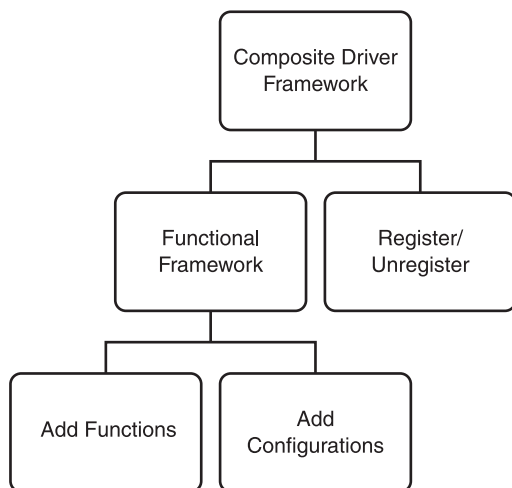 Composite Driver
Framework
Functional
Framework
Register/
Unregister
Add Functions
Add
Configurations